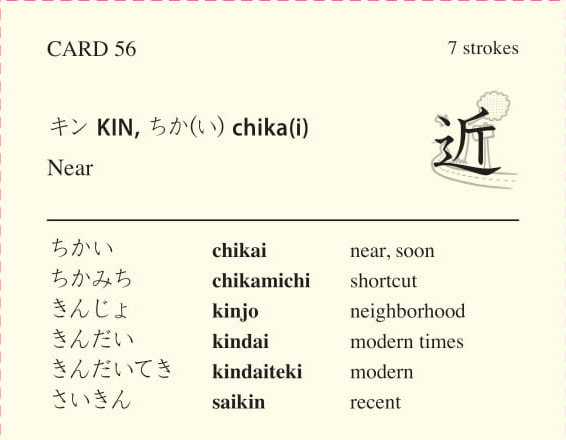 CARD 56
7 strokes
キン KIN, ちか(い) chika(i)
近
Near
ちかい chikai near, soon
ちかみち chikamichi shortcut
きんじょ kinjo neighborhood
きんだい kindai modern times
きんだいてき kindaiteki modern
さいきん saikin recent